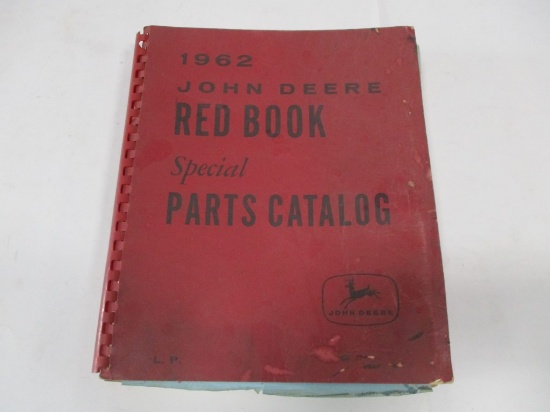 1962
JOHN DEERE
RED BOOK
Special
PARTS CATALOG
JOHN DEERE
L. P.